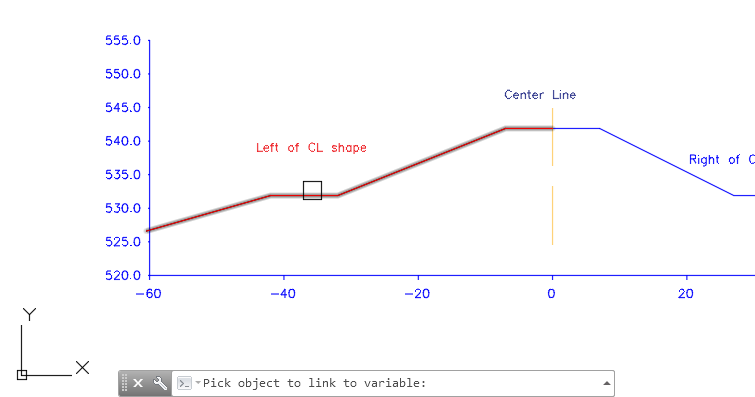 555.0
550.0
545.0
540.0
535.0
530.0
525.0
520.0
Center Line
Left of CL shape
Right of C
-60 -40 -20 0 20
Y
X
Pick object to link to variable: